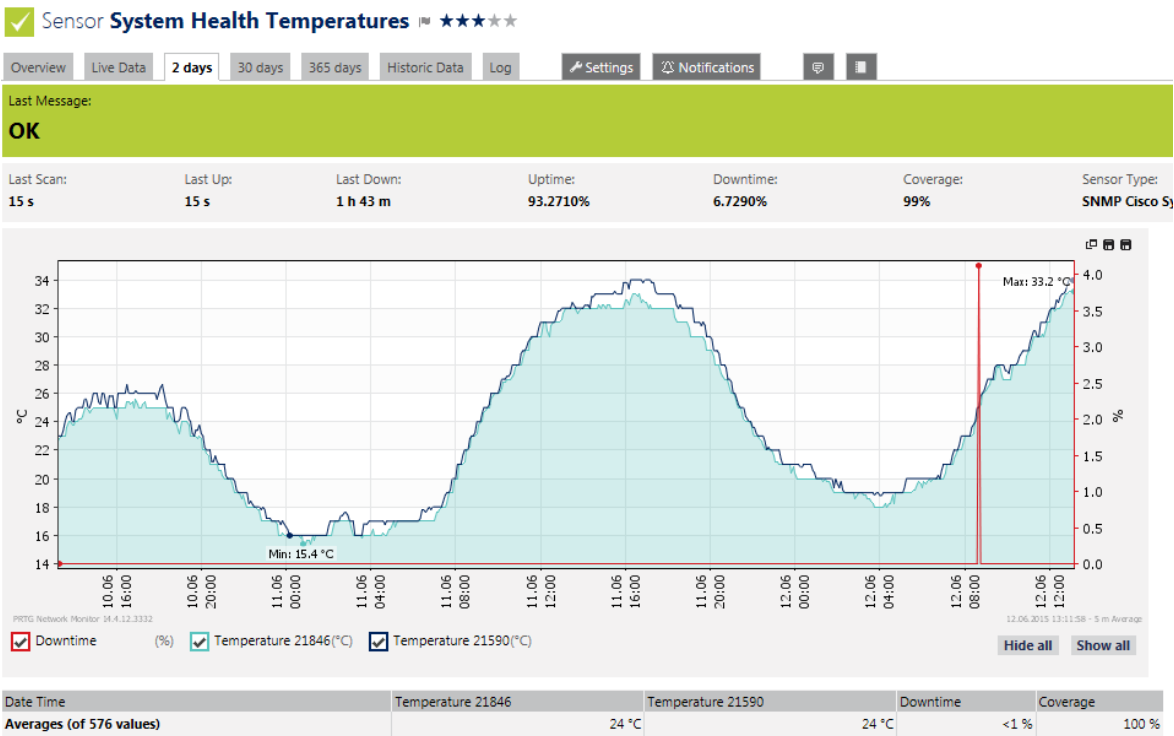 Sensor System Health Temperatures
Overview Live Data 2 days 30 days 365 days Historic Data Log Settings Notifications
Last Message:
OK
Last Scan: Last Up: Last Down: Uptime: Downtime: Coverage: Sensor Type:
15 s 15 s 1 h 43 m 93.2710% 6.7290% 99% SNMP Cisco Sy
Max: 33.2 °C
34 32 30 28 26 24 22 20 18 16 14
°C
4.0 3.5 3.0 2.5 2.0 1.5 1.0 0.5 0.0
%
Min: 15.4 °C
10.06 16:00 10.06 20:00 11.06 00:00 11.06 04:00 11.06 08:00 11.06 12:00 11.06 16:00 11.06 20:00 12.06 00:00 12.06 04:00 12.06 08:00 12.06 12:00
PRTG Network Monitor 14.4.12.3332 12.06.2015 13:11:58 - 5 m Average
Downtime (%) Temperature 21846(°C) Temperature 21590(°C)
Hide all Show all
Date Time Temperature 21846 Temperature 21590 Downtime Coverage
Averages (of 576 values) 24 °C 24 °C <1 % 100 %